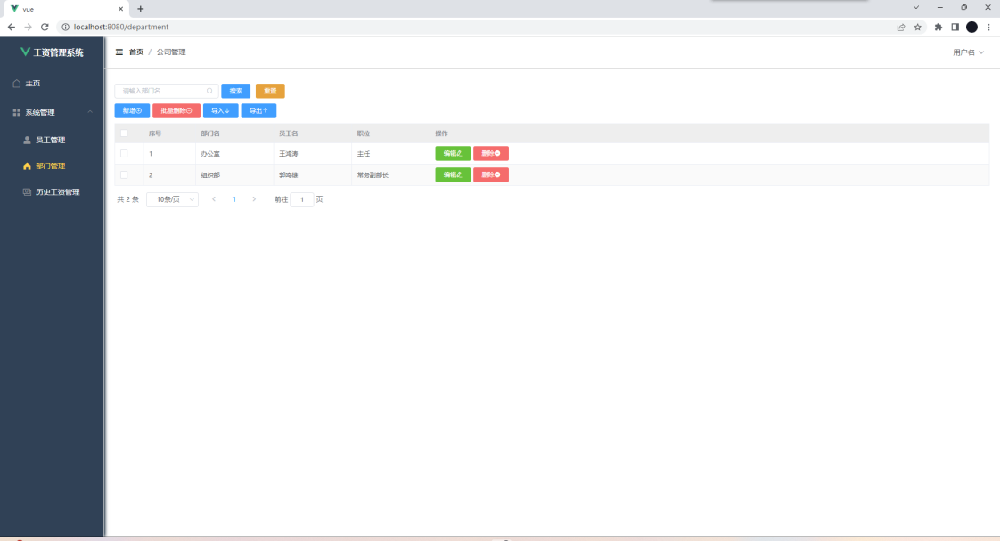 vue
localhost:8080/department
工资管理系统
首页 / 公司管理
用户名
主页
系统管理
员工管理
部门管理
历史工资管理
请输入部门名 搜索 重置
新增 批量删除 导入 导出
序号 部门名 员工名 职位 操作
1 办公室 王鸿涛 主任 编辑 删除
2 组织部 郭鸣雄 常务副部长 编辑 删除
共 2 条 10条/页 1 前往 1 页